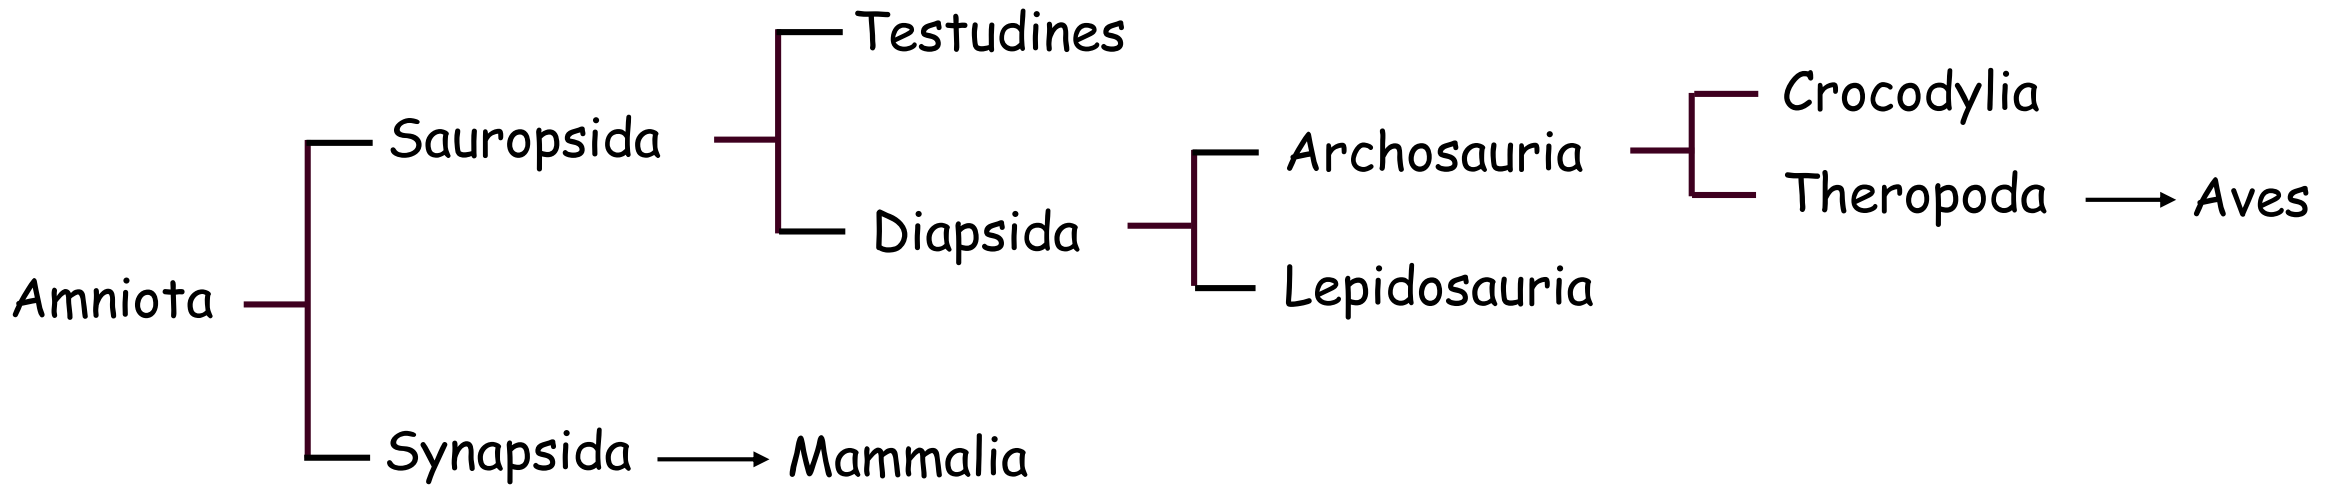 Testudines
Crocodylia
Sauropsida
Archosauria
Theropoda
Aves
Diapsida
Amniota
Lepidosauria
Synapsida
Mammalia